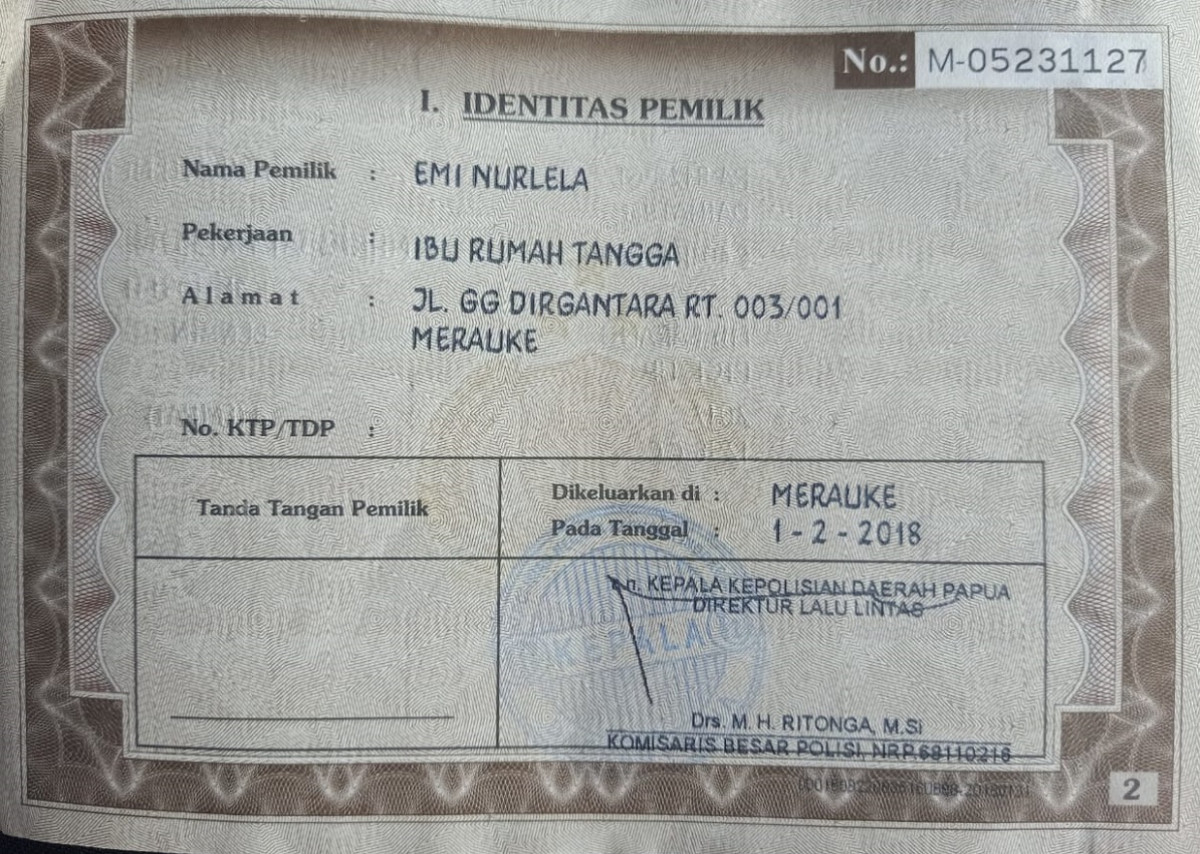 No.: M-05231127
I. IDENTITAS PEMILIK
Nama Pemilik : EMI NURLELA
Pekerjaan : IBU RUMAH TANGGA
Alamat : JL. GG DIRGANTARA RT. 003/001
MERAUKE
No. KTP/TDP :
Tanda Tangan Pemilik
Dikeluarkan di : MERAUKE
Pada Tanggal : 1 - 2 - 2018
a.n. KEPALA KEPOLISIAN DAERAH PAPUA
DIREKTUR LALU LINTAS
KEPALA
Drs. M. H. RITONGA, M.Si
KOMISARIS BESAR POLISI, NRP.68110216
2